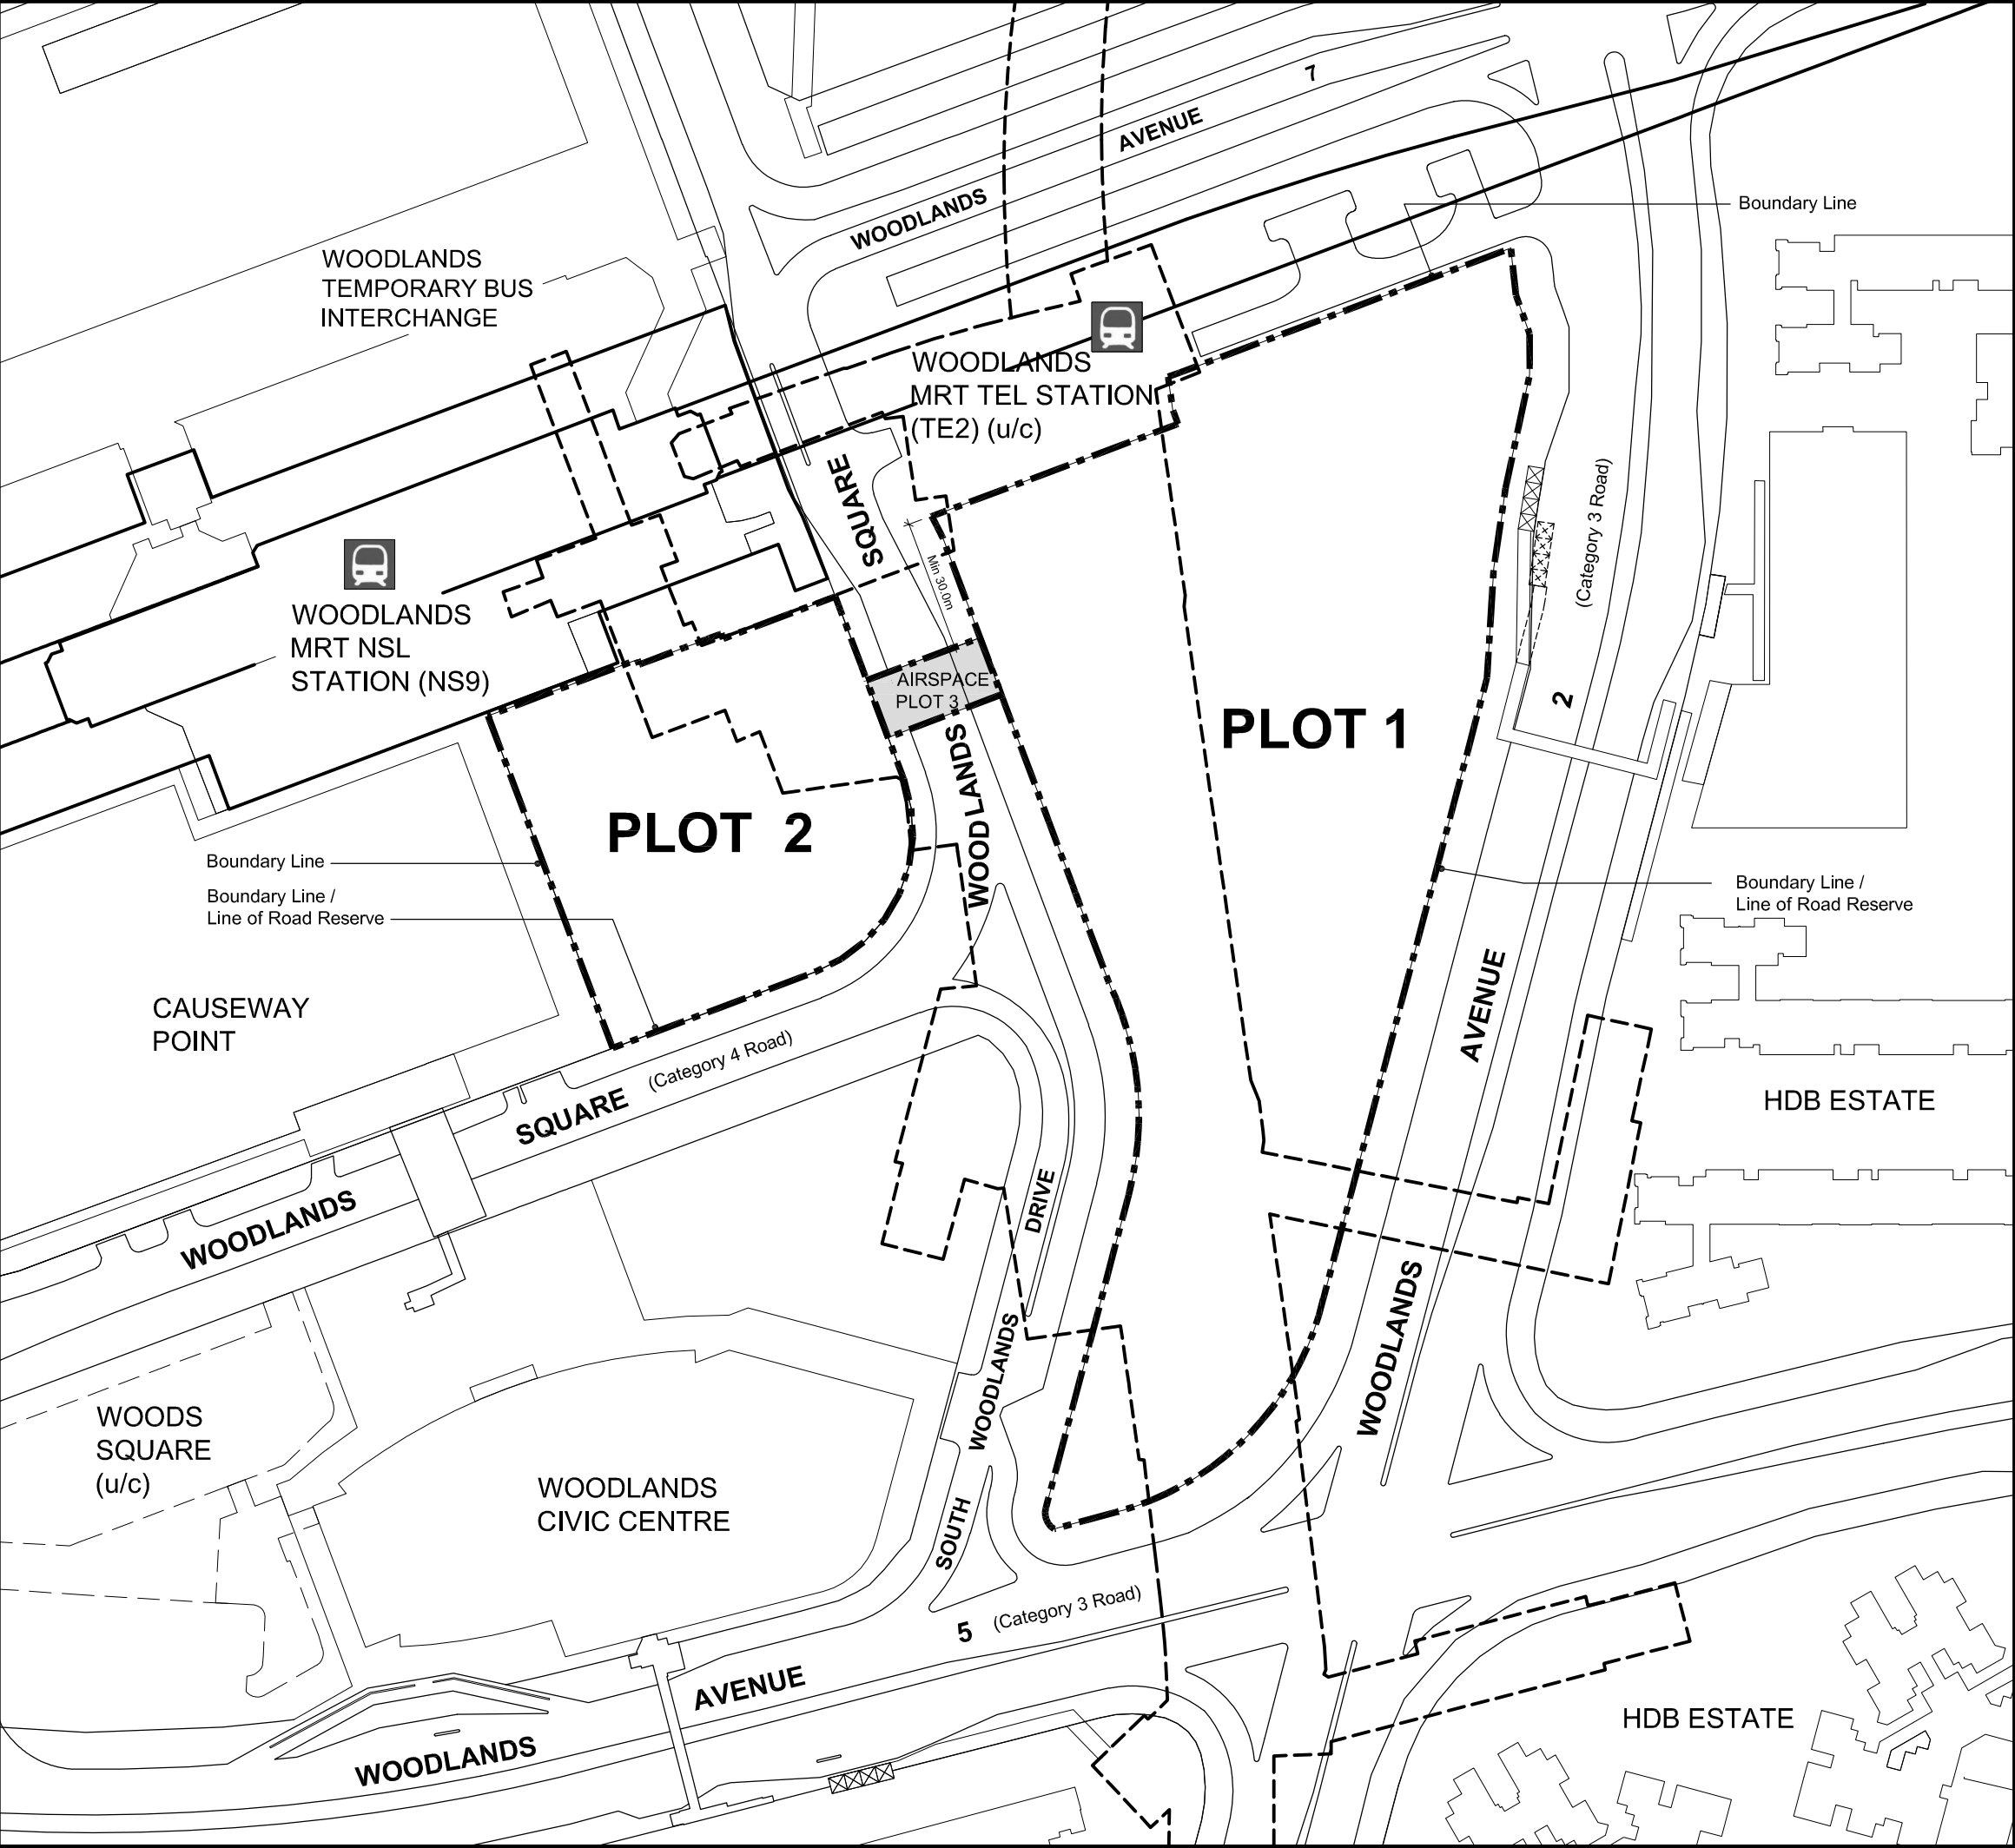 7
AVENUE
WOODLANDS
Boundary Line
WOODLANDS
TEMPORARY BUS
INTERCHANGE
WOODLANDS
MRT TEL STATION
(TE2) (u/c)
SQUARE
(Category 3 Road)
Min 30.0m
WOODLANDS
MRT NSL
STATION (NS9)
AIRSPACE
PLOT 3
2
PLOT 1
WOODLANDS
PLOT 2
Boundary Line
Boundary Line /
Line of Road Reserve
Boundary Line /
Line of Road Reserve
AVENUE
CAUSEWAY
POINT
(Category 4 Road)
SQUARE
HDB ESTATE
WOODLANDS
DRIVE
WOODLANDS
WOODLANDS
WOODS
SQUARE
(u/c)
WOODLANDS
CIVIC CENTRE
SOUTH
5
(Category 3 Road)
AVENUE
WOODLANDS
HDB ESTATE